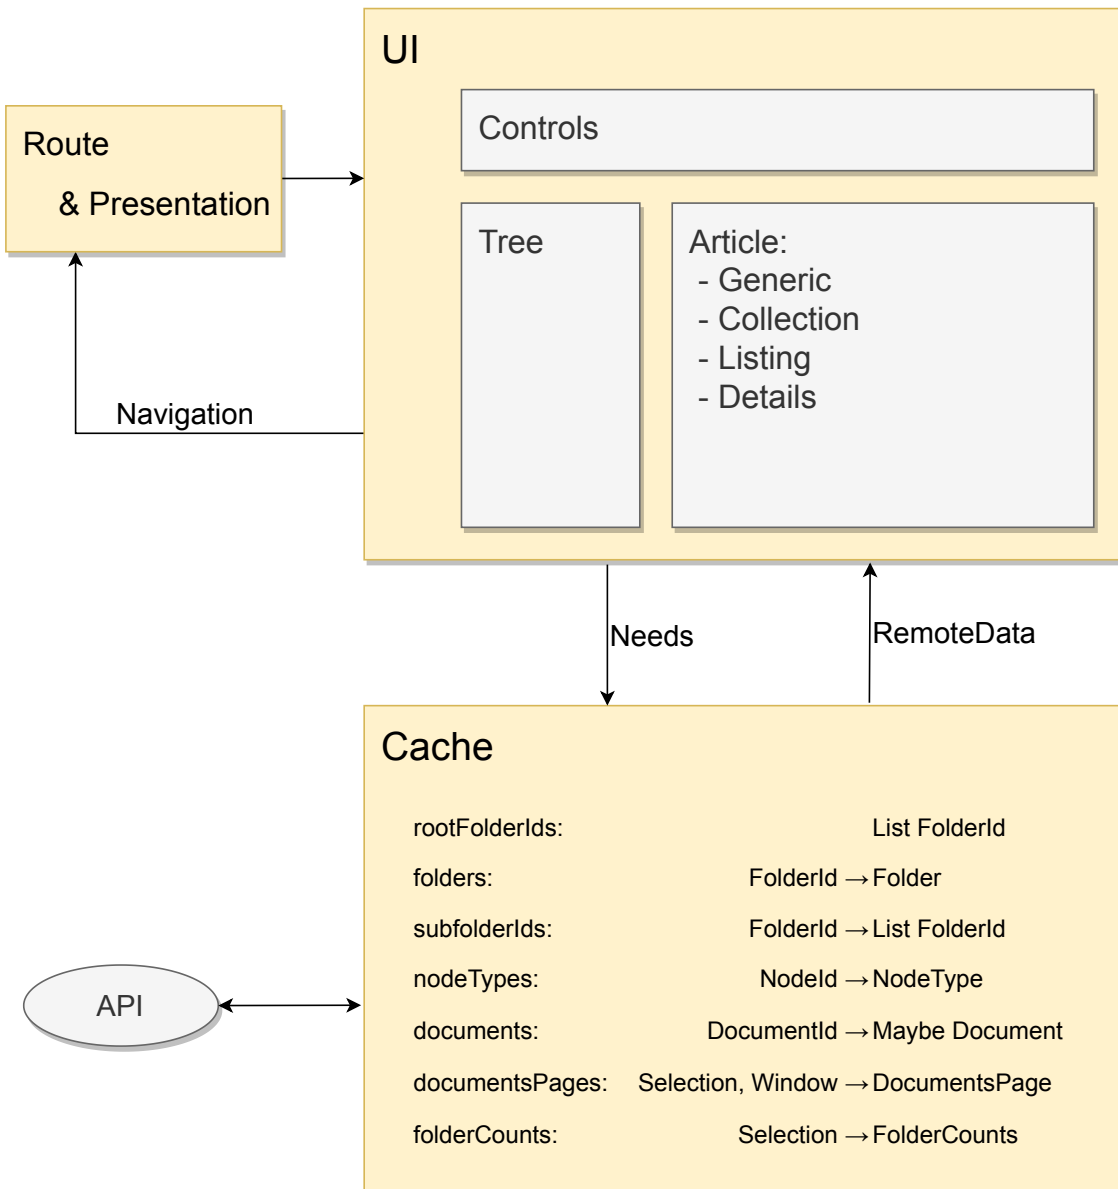 UI
Controls
Route
& Presentation
Tree
Article:
- Generic
- Collection
- Listing
- Details
Navigation
Needs
RemoteData
Cache
rootFolderIds: List FolderId
folders: FolderId → Folder
subfolderIds: FolderId → List FolderId
nodeTypes: NodeId → NodeType
API
documents: DocumentId → Maybe Document
documentsPages: Selection, Window → DocumentsPage
folderCounts: Selection → FolderCounts